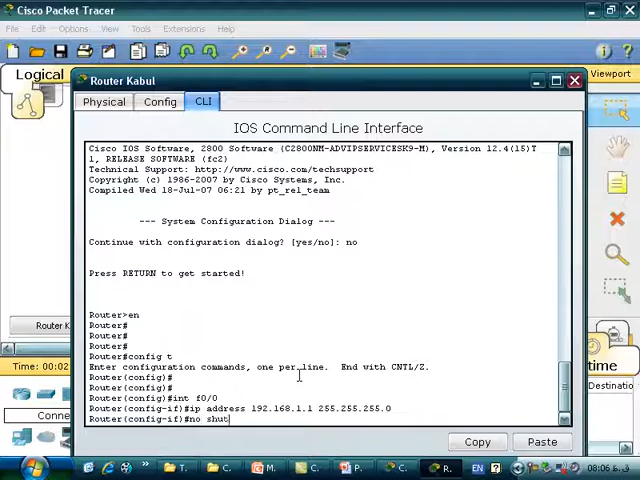 Cisco Packet Tracer
File Edit Options View Tools Extensions Help
Logical
Viewport
Router Kabul
Physical Config CLI
IOS Command Line Interface
Cisco IOS Software, 2800 Software (C2800NM-ADVIPSERVICESK9-M), Version 12.4(15)T
1, RELEASE SOFTWARE (fc2)
Technical Support: http://www.cisco.com/techsupport
Copyright (c) 1986-2007 by Cisco Systems, Inc.
Compiled Wed 18-Jul-07 06:21 by pt_rel_team
--- System Configuration Dialog ---
Continue with configuration dialog? [yes/no]: no
Press RETURN to get started!
Router>en
Router#
Router#
Router#
Router#config t
Enter configuration commands, one per line. End with CNTL/Z.
Router(config)#
Router(config)#
Router(config)#int f0/0
Router(config-if)#ip address 192.168.1.1 255.255.255.0
Router(config-if)#no shut
Copy Paste
Router K
Time: 00:02
Conne
Destination
T. C. M. C. P. C. R. EN 08:06